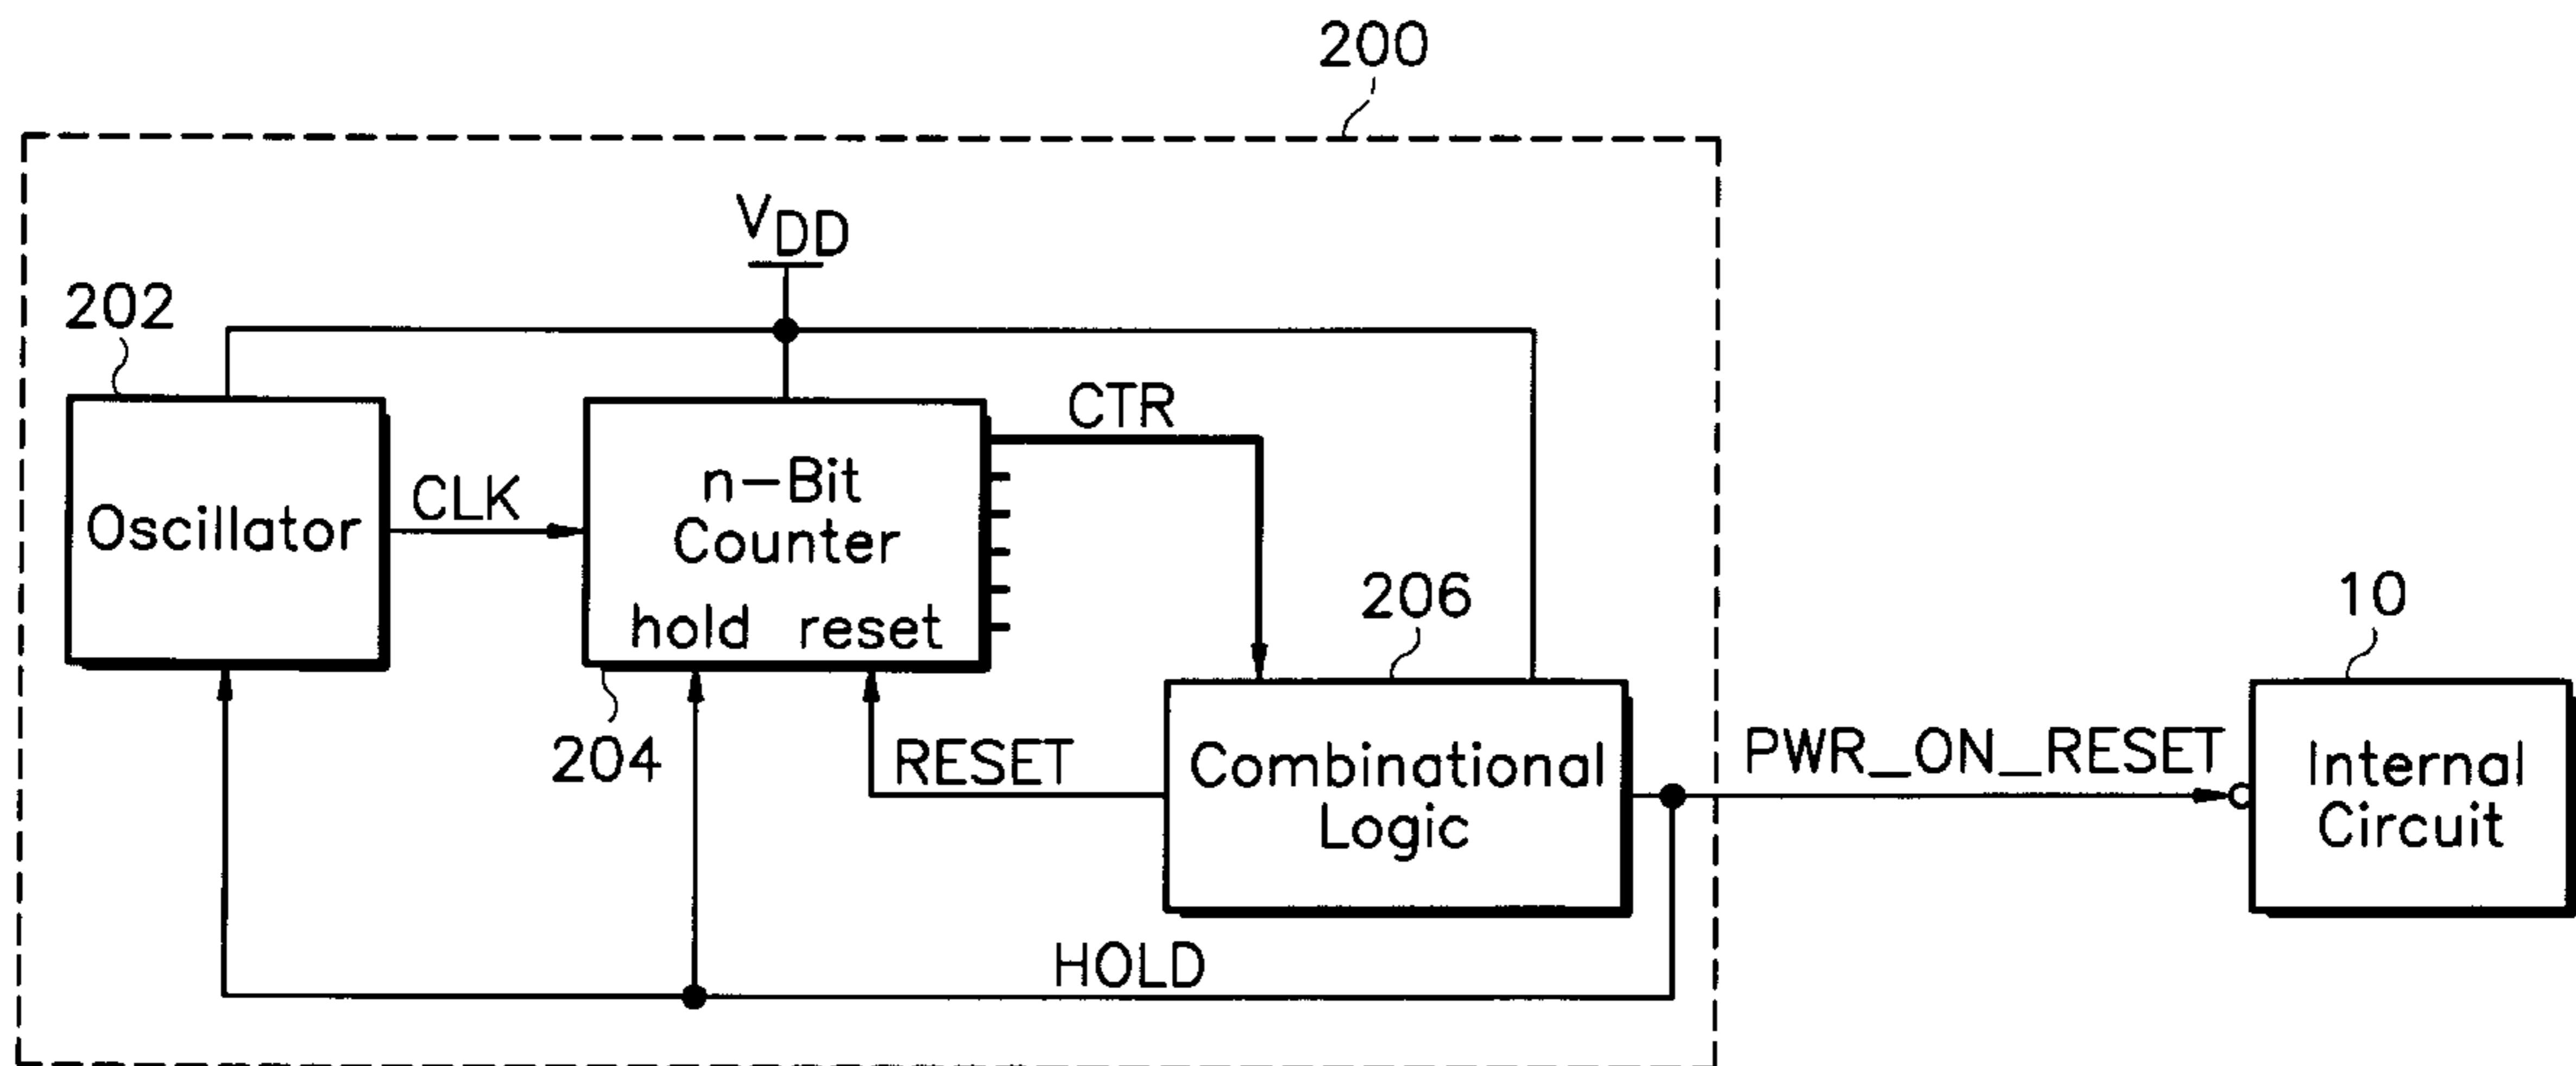 200
VDD
202
CTR
Oscillator
CLK
n-Bit
Counter
hold reset
204
206
10
RESET
Combinational
Logic
PWR_ON_RESET
Internal
Circuit
HOLD